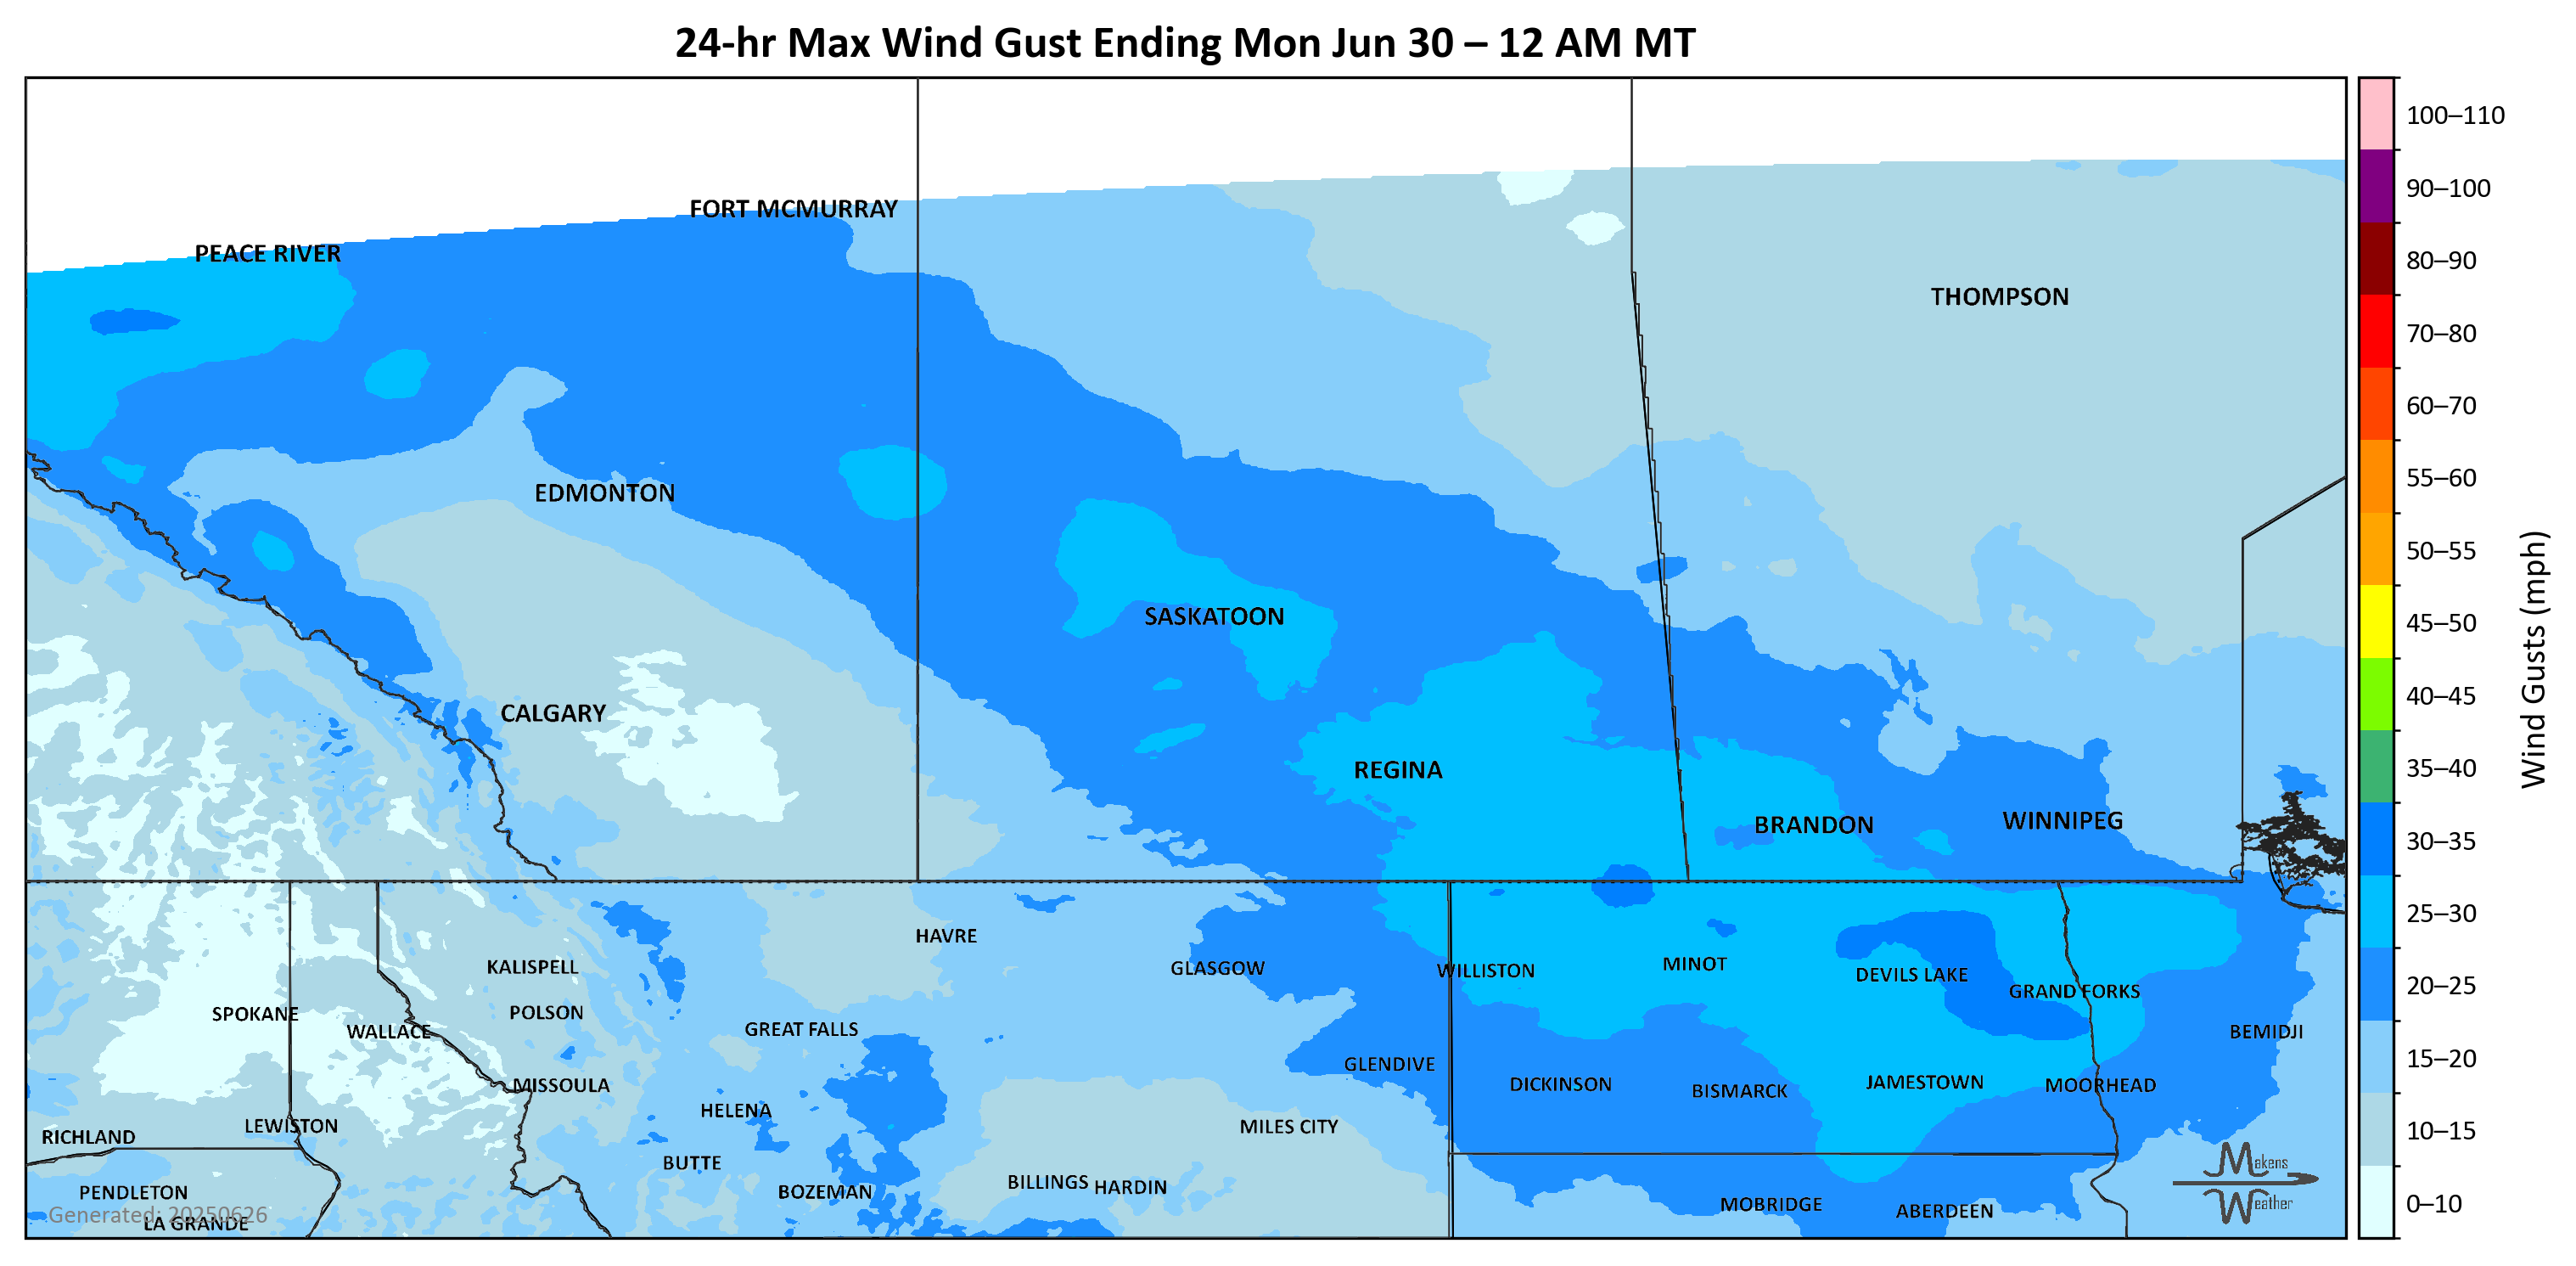 24-hr Max Wind Gust Ending Mon Jun 30 – 12 AM MT
100–110
90–100
80–90
70–80
60–70
55–60
50–55
45–50
40–45
35–40
30–35
25–30
20–25
15–20
10–15
0–10
Wind Gusts (mph)
FORT MCMURRAY
PEACE RIVER
THOMPSON
EDMONTON
SASKATOON
CALGARY
REGINA
BRANDON
WINNIPEG
HAVRE
KALISPELL
GLASGOW
WILLISTON
MINOT
DEVILS LAKE
GRAND FORKS
SPOKANE
POLSON
WALLACE
GREAT FALLS
BEMIDJI
GLENDIVE
MISSOULA
DICKINSON
BISMARCK
JAMESTOWN
MOORHEAD
HELENA
LEWISTON
MILES CITY
RICHLAND
BUTTE
BILLINGS
HARDIN
PENDLETON
BOZEMAN
MOBRIDGE
ABERDEEN
Generated: 20250626
LA GRANDE
Makens
Weather